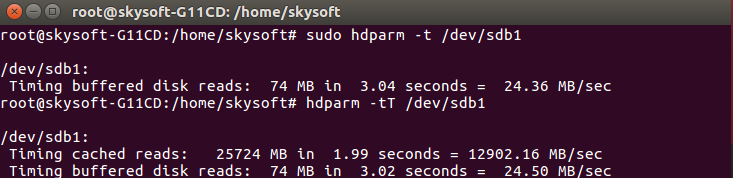 root@skysoft-G11CD: /home/skysoft
root@skysoft-G11CD:/home/skysoft# sudo hdparm -t /dev/sdb1
/dev/sdb1:
Timing buffered disk reads:  74 MB in  3.04 seconds =  24.36 MB/sec
root@skysoft-G11CD:/home/skysoft# hdparm -tT /dev/sdb1
/dev/sdb1:
Timing cached reads:   25724 MB in  1.99 seconds = 12902.16 MB/sec
Timing buffered disk reads:  74 MB in  3.02 seconds =  24.50 MB/sec